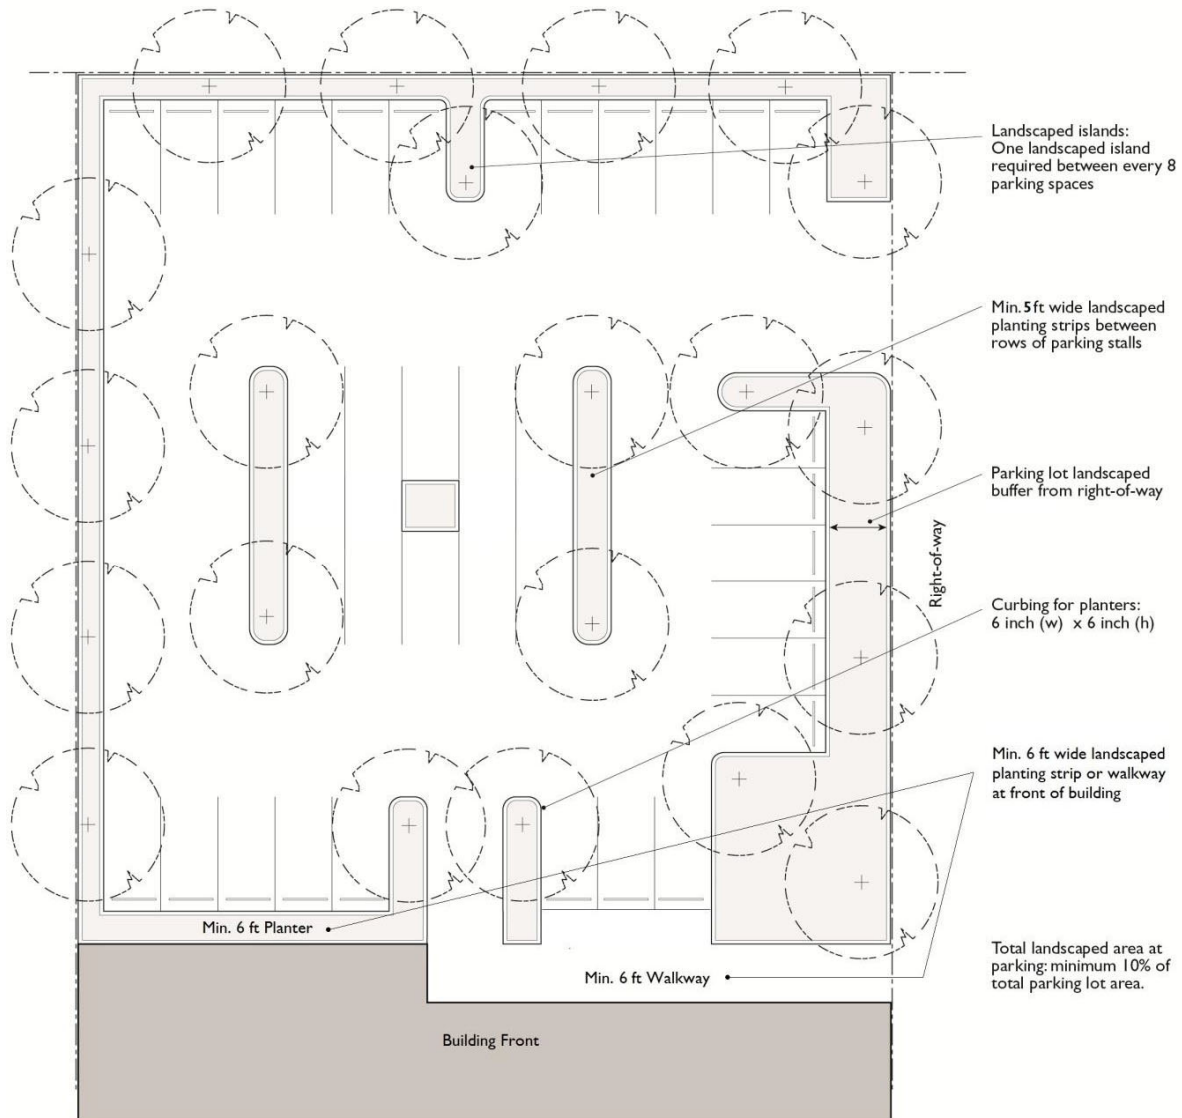 Landscaped islands:
One landscaped island
required between every 8
parking spaces
Min. 5 ft wide landscaped
planting strips between
rows of parking stalls
Parking lot landscaped
buffer from right-of-way
Right-of-way
Curbing for planters:
6 inch (w) x 6 inch (h)
Min. 6 ft wide landscaped
planting strip or walkway
at front of building
Min. 6 ft Planter
Min. 6 ft Walkway
Total landscaped area at
parking: minimum 10% of
total parking lot area.
Building Front